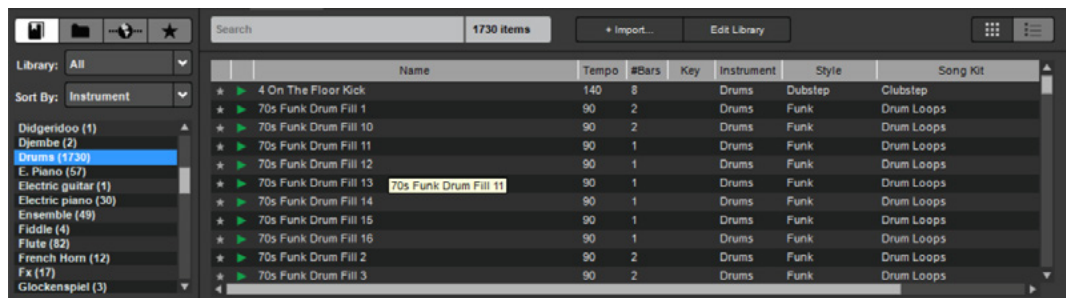 Search
1730 items
+ Import...
Edit Library
Library: All
Sort By: Instrument
Didgeridoo (1)
Djembe (2)
Drums (1730)
E. Piano (57)
Electric guitar (1)
Electric piano (30)
Ensemble (49)
Fiddle (4)
Flute (82)
French Horn (12)
Fx (17)
Glockenspiel (3)
Name Tempo #Bars Key Instrument Style Song Kit
4 On The Floor Kick 140 8 Drums Dubstep Clubstep
70s Funk Drum Fill 1 90 2 Drums Funk Drum Loops
70s Funk Drum Fill 10 90 2 Drums Funk Drum Loops
70s Funk Drum Fill 11 90 1 Drums Funk Drum Loops
70s Funk Drum Fill 12 90 1 Drums Funk Drum Loops
70s Funk Drum Fill 13 70s Funk Drum Fill 11 90 1 Drums Funk Drum Loops
70s Funk Drum Fill 14 90 1 Drums Funk Drum Loops
70s Funk Drum Fill 15 90 1 Drums Funk Drum Loops
70s Funk Drum Fill 16 90 1 Drums Funk Drum Loops
70s Funk Drum Fill 2 90 2 Drums Funk Drum Loops
70s Funk Drum Fill 3 90 2 Drums Funk Drum Loops